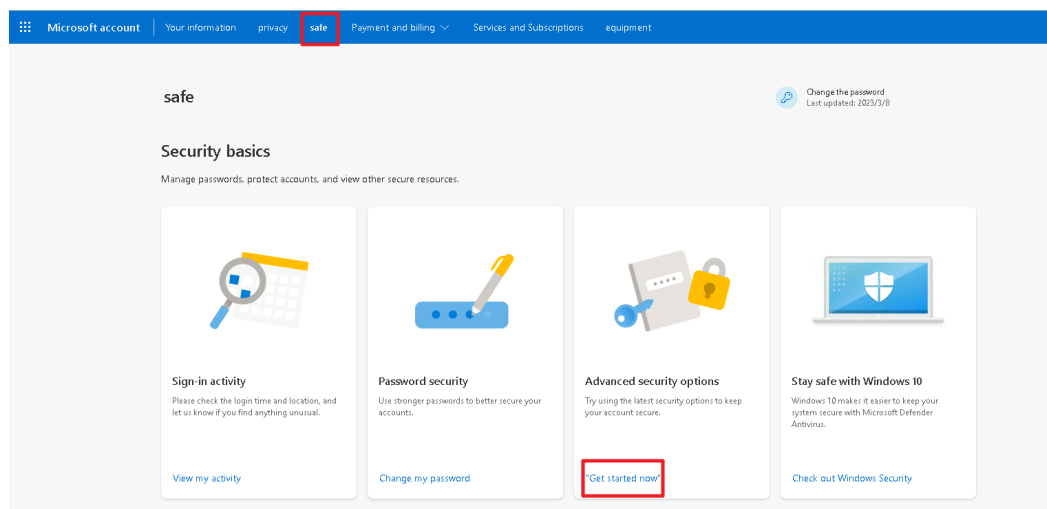 Microsoft account Your information privacy safe Payment and billing Services and Subscriptions equipment
safe
Change the password
Last updated: 2023/3/8
Security basics
Manage passwords, protect accounts, and view other secure resources.
Sign-in activity
Please check the login time and location, and
let us know if you find anything unusual.
View my activity
Password security
Use stronger passwords to better secure your
accounts.
Change my password
Advanced security options
Try using the latest security options to keep
your account secure.
"Get started now"
Stay safe with Windows 10
Windows 10 makes it easier to keep your
system secure with Microsoft Defender
Antivirus.
Check out Windows Security